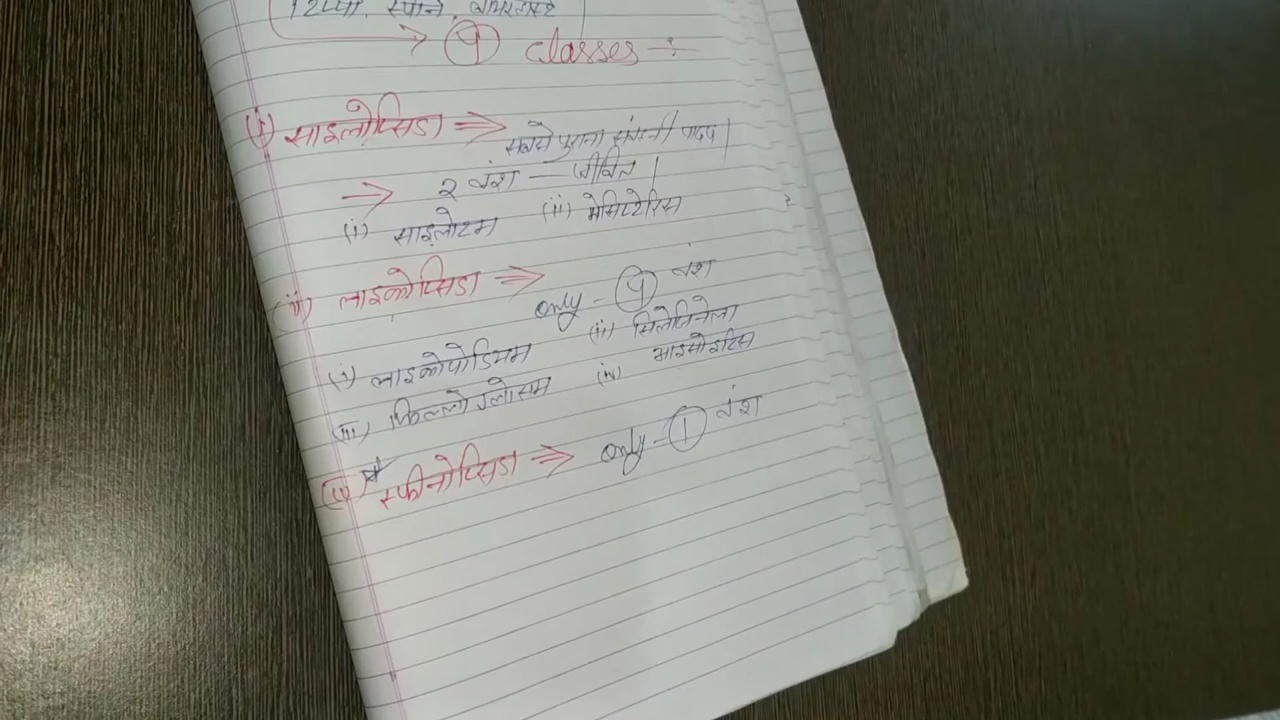 ④ classes :-
(i) साइलोप्सिडा ⇒ सबसे पुराना संवहनी पादप |
→ २ वंश — जीवित |
(i) साइलोटम (ii) मेसिप्टेरिस
(ii) लाइकोप्सिडा ⇒ only - ④ वंश
(i) लाइकोपोडियम (ii) सिलेजिनेला
(iii) फिल्लोग्लोसम (iv) आइसोइटिस
स्फीनोप्सिडा ⇒ only - ① वंश